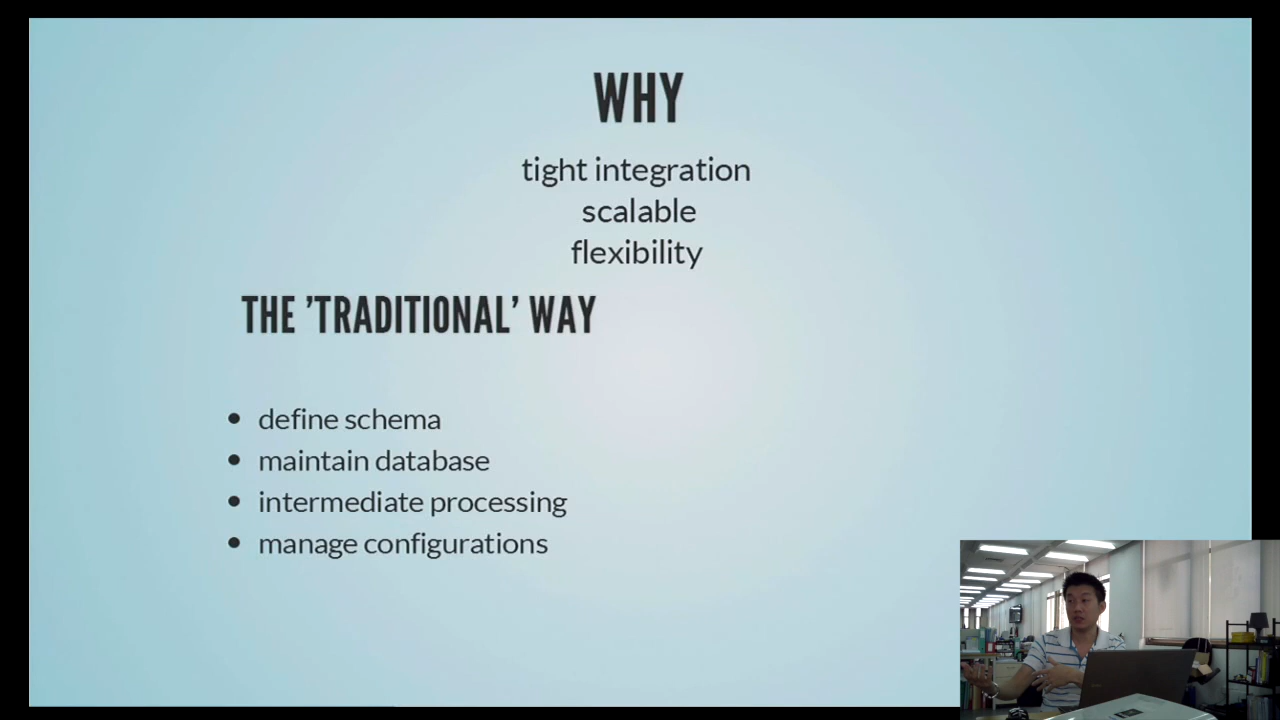 WHY
tight integration
scalable
flexibility
THE 'TRADITIONAL' WAY
define schema
maintain database
intermediate processing
manage configurations